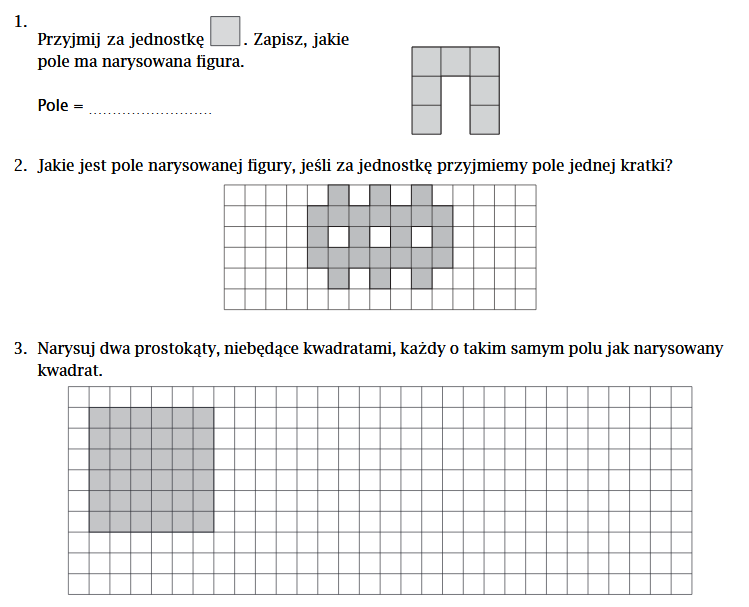 1.
Przyjmij za jednostkę . Zapisz, jakie
pole ma narysowana figura.
Pole = ..........................
2. Jakie jest pole narysowanej figury, jeśli za jednostkę przyjmiemy pole jednej kratki?
3. Narysuj dwa prostokąty, niebędące kwadratami, każdy o takim samym polu jak narysowany
kwadrat.